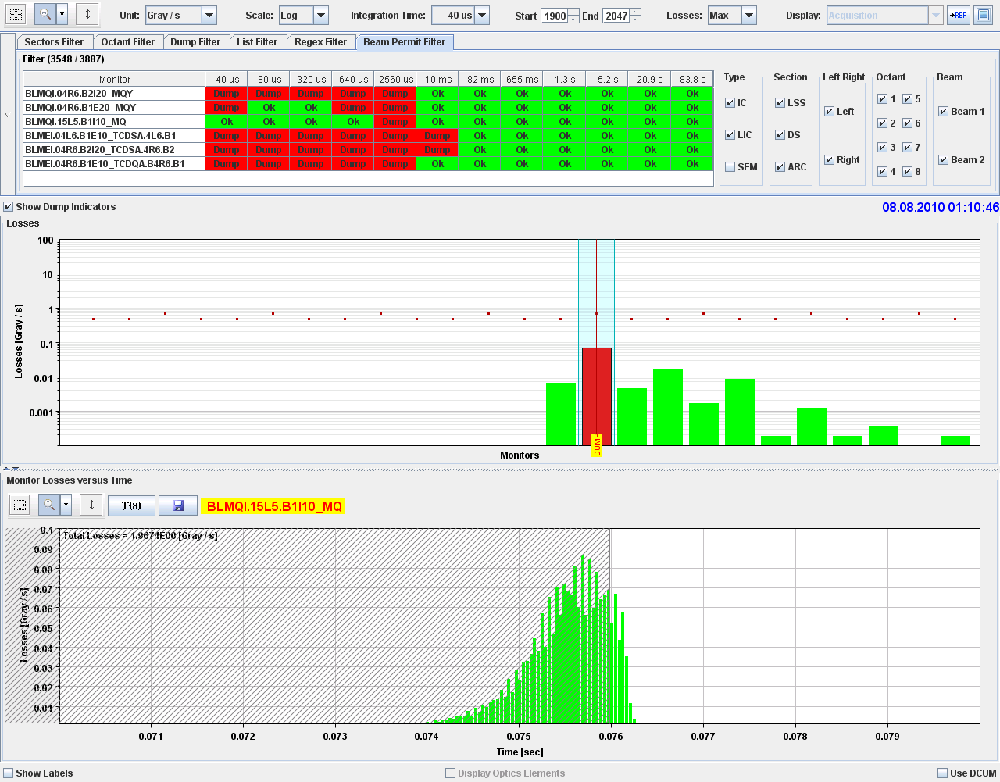 Unit: Gray / s Scale: Log Integration Time: 40 us Start 1900 End 2047 Losses: Max Display: Acquisition →REF
Sectors Filter Octant Filter Dump Filter List Filter Regex Filter Beam Permit Filter
Filter (3548 / 3887)
Monitor 40 us 80 us 320 us 640 us 2560 us 10 ms 82 ms 655 ms 1.3 s 5.2 s 20.9 s 83.8 s
BLMQI.04R6.B2I20_MQY Dump Dump Dump Dump Dump Ok Ok Ok Ok Ok Ok Ok
BLMQI.04R6.B1E20_MQY Dump Ok Ok Dump Dump Ok Ok Ok Ok Ok Ok Ok
BLMQI.15L5.B1I10_MQ Ok Ok Ok Ok Dump Ok Ok Ok Ok Ok Ok Ok
BLMEI.04L6.B1E10_TCDSA.4L6.B1 Dump Dump Dump Dump Dump Dump Ok Ok Ok Ok Ok Ok
BLMEI.04R6.B2I20_TCDSA.4R6.B2 Dump Dump Dump Dump Dump Dump Ok Ok Ok Ok Ok Ok
BLMEI.04R6.B1E10_TCDQA.B4R6.B1 Dump Dump Dump Dump Dump Ok Ok Ok Ok Ok Ok Ok
Type Section Left Right Octant Beam
IC LSS Left 1 5 Beam 1
LIC DS 2 6
3 7
SEM ARC Right 4 8 Beam 2
Show Dump Indicators 08.08.2010 01:10:46
Losses
100
10
1
0.1
0.01
0.001
Losses [Gray / s]
DUMP
Monitors
Monitor Losses versus Time
F(x) BLMQI.15L5.B1I10_MQ
Total Losses = 1.9674E00 [Gray / s]
0.1
0.09
0.08
0.07
0.06
0.05
0.04
0.03
0.02
0.01
Losses [Gray / s]
0.071 0.072 0.073 0.074 0.075 0.076 0.077 0.078 0.079
Time [sec]
Show Labels Display Optics Elements Use DCUM